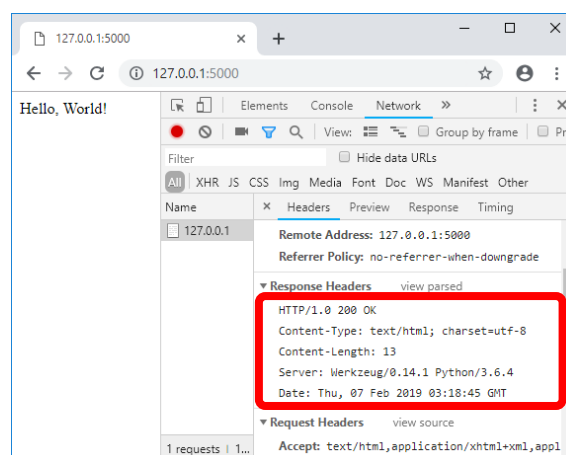 127.0.0.1:5000
127.0.0.1:5000
Hello, World!
Elements Console Network »
View: Group by frame Pr
Filter Hide data URLs
All XHR JS CSS Img Media Font Doc WS Manifest Other
Name × Headers Preview Response Timing
127.0.0.1
Remote Address: 127.0.0.1:5000
Referrer Policy: no-referrer-when-downgrade
▼ Response Headers view parsed
HTTP/1.0 200 OK
Content-Type: text/html; charset=utf-8
Content-Length: 13
Server: Werkzeug/0.14.1 Python/3.6.4
Date: Thu, 07 Feb 2019 03:18:45 GMT
▼ Request Headers view source
1 requests | 1... Accept: text/html,application/xhtml+xml,appl